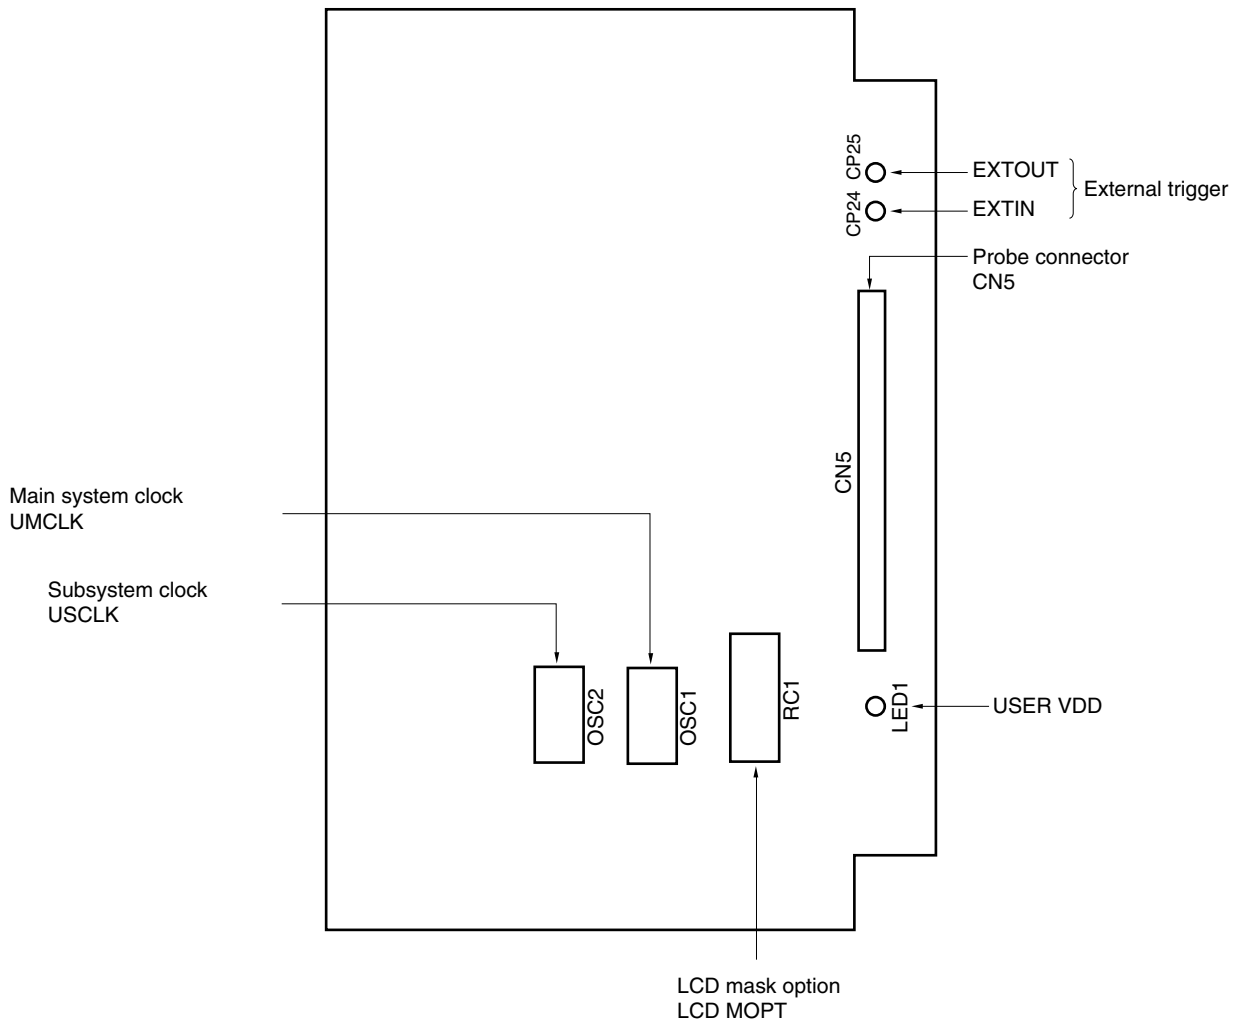 CP25
EXTOUT
External trigger
CP24
EXTIN
Probe connector
CN5
CN5
Main system clock
UMCLK
Subsystem clock
USCLK
OSC2
OSC1
RC1
LED1
USER VDD
LCD mask option
LCD MOPT